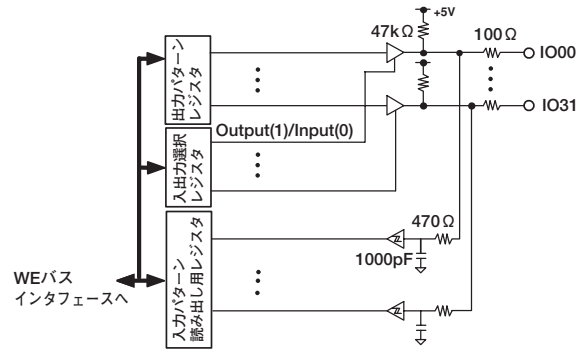 +5V
47kΩ
100Ω
IO00
IO31
出力パターン
レジスタ
Output(1)/Input(0)
入出力選択
レジスタ
470Ω
1000pF
入力パターン
読み出し用レジスタ
WEバス
インタフェースへ